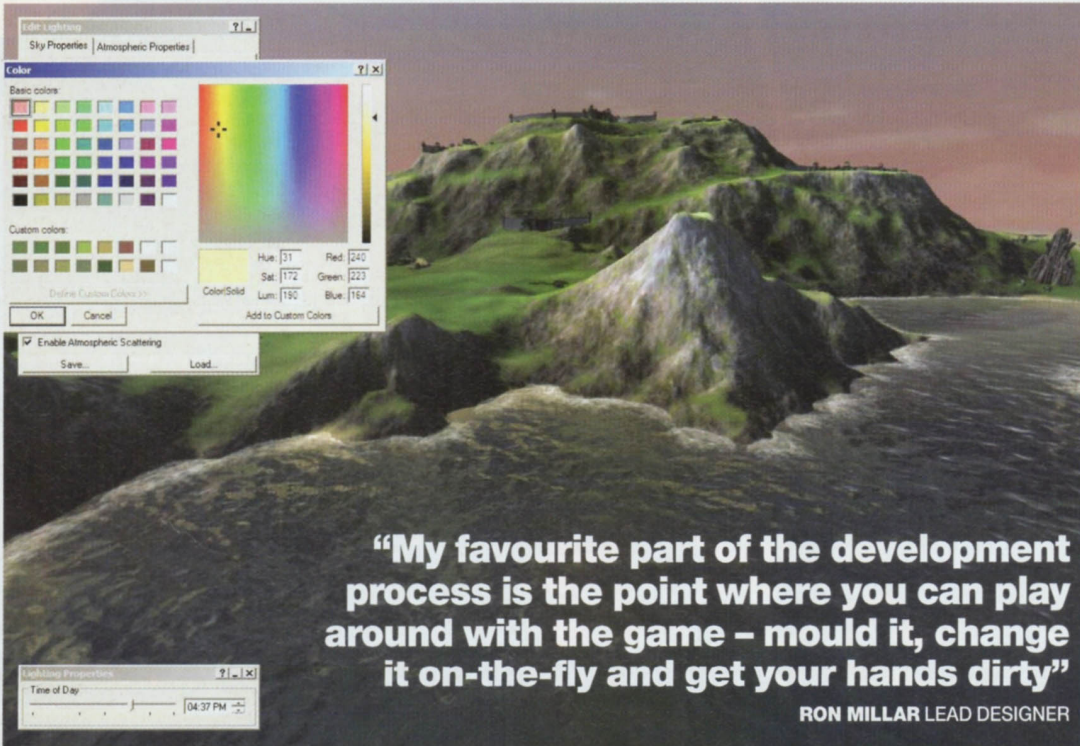 Edit Lighting
Sky Properties Atmospheric Properties
Color
Basic colors:
Custom colors:
Define Custom Colors >>
Color|Solid
Hue: 31 Red: 240
Sat: 172 Green: 223
Lum: 190 Blue: 164
OK Cancel Add to Custom Colors
Enable Atmospheric Scattering
Save... Load...
“My favourite part of the development
process is the point where you can play
around with the game – mould it, change
it on-the-fly and get your hands dirty”
RON MILLAR LEAD DESIGNER
Lighting Properties
Time of Day
04:37 PM